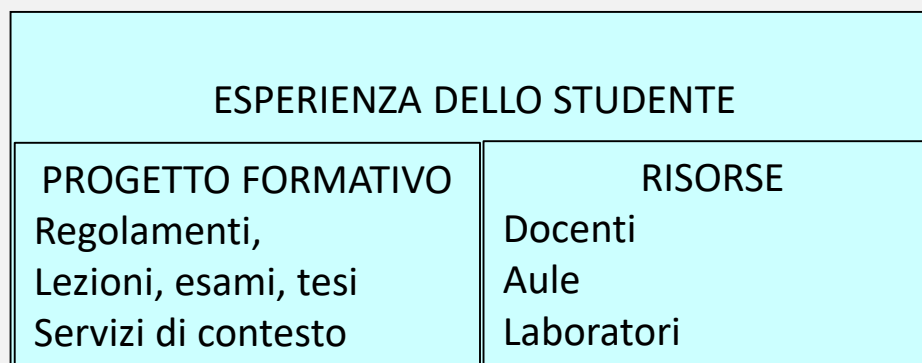 ESPERIENZA DELLO STUDENTE
PROGETTO FORMATIVO
Regolamenti,
Lezioni, esami, tesi
Servizi di contesto
RISORSE
Docenti
Aule
Laboratori